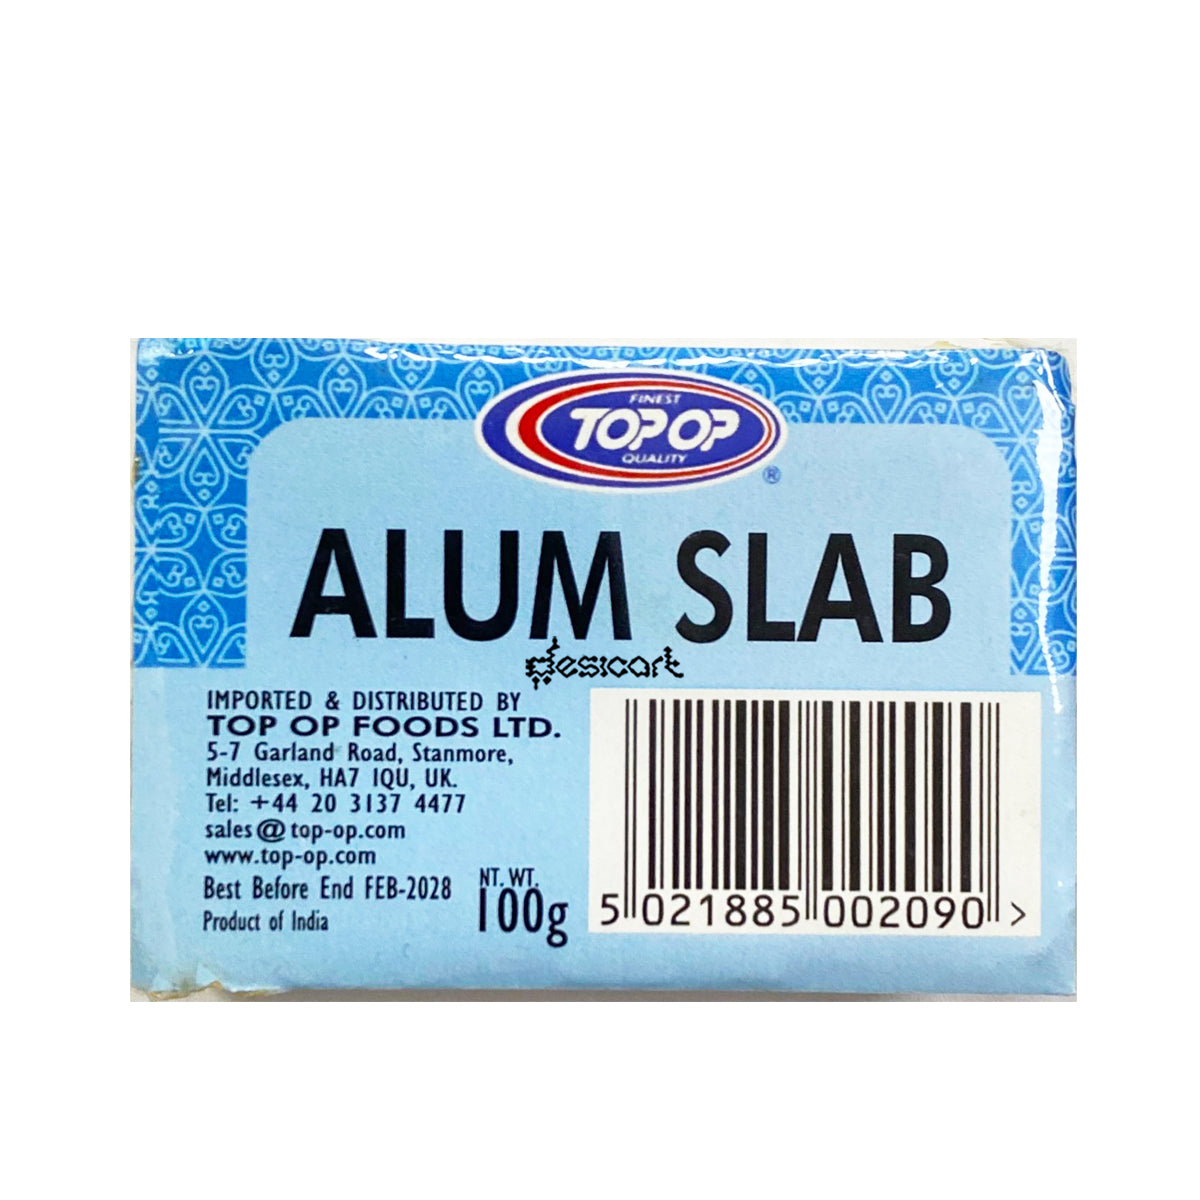 FINEST
TOP OP
QUALITY
®
ALUM SLAB
desicart
IMPORTED & DISTRIBUTED BY
TOP OP FOODS LTD.
5-7 Garland Road, Stanmore,
Middlesex, HA7 1QU, UK.
Tel: +44 20 3137 4477
sales@top-op.com
www.top-op.com
Best Before End FEB-2028
Product of India
NT. WT.
100g
5 021885 002090 >